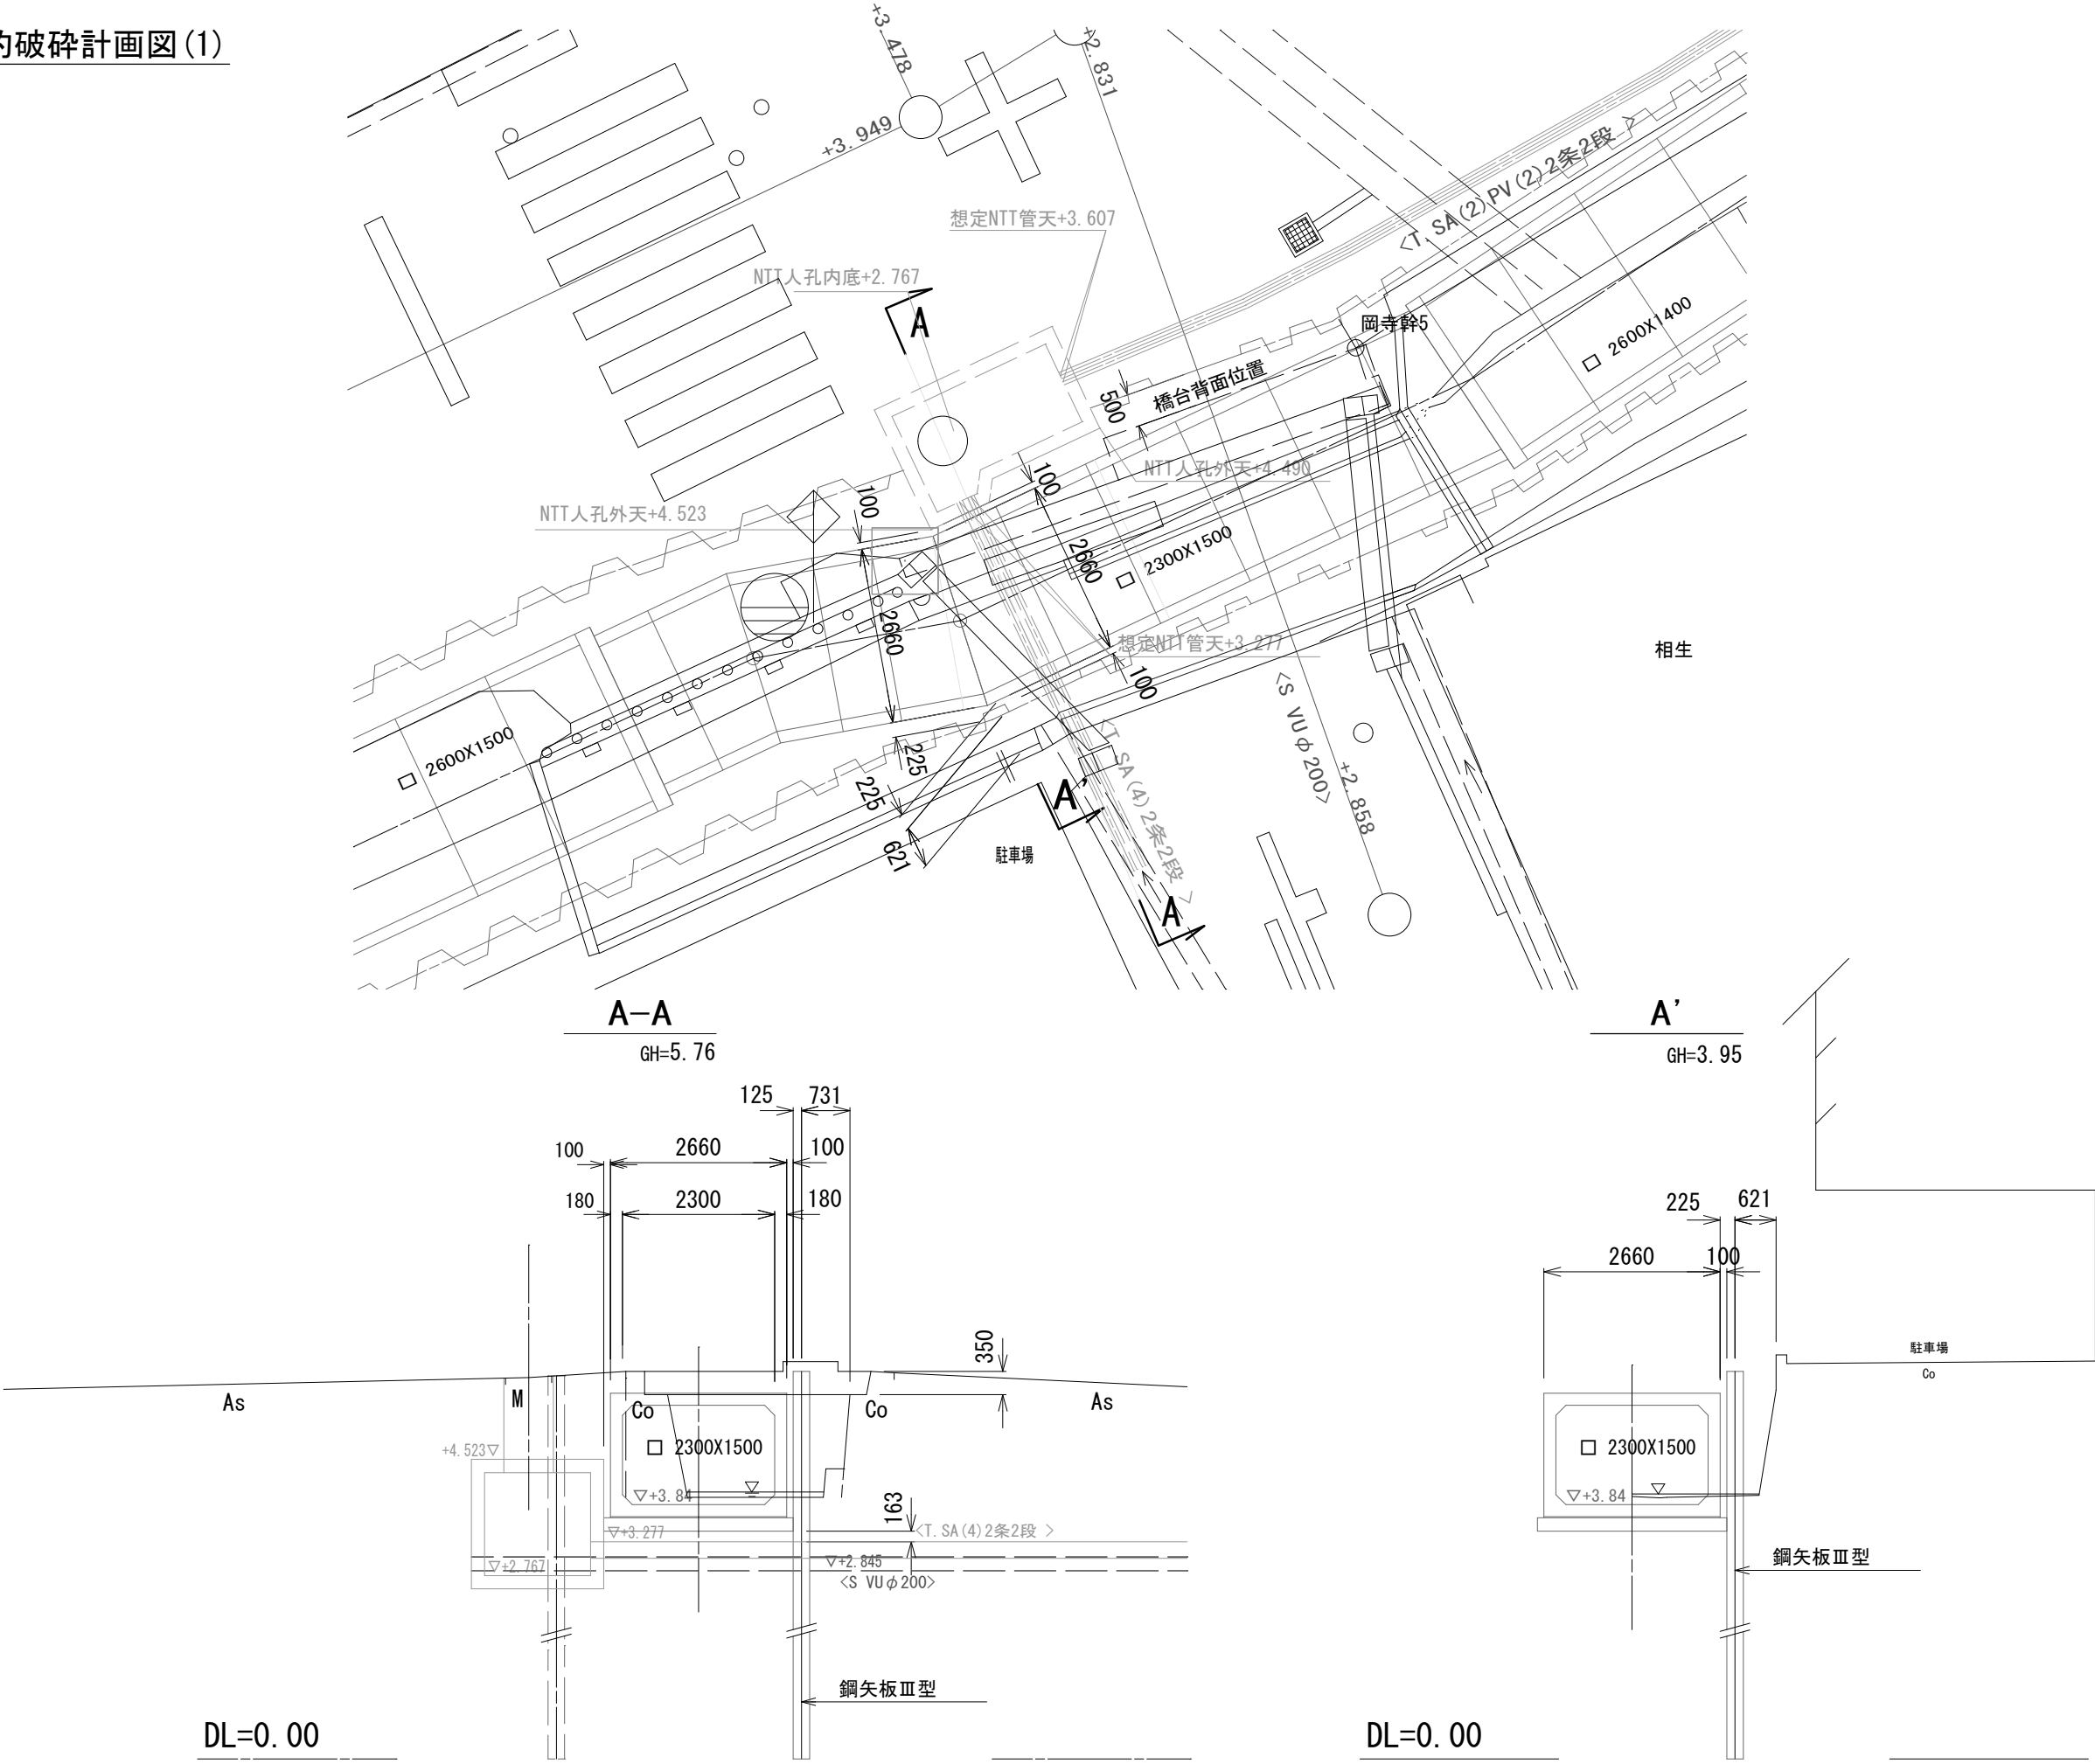 的破砕計画図(1)
+3.478
+2.831
+3.949
<T.SA(2)PV(2)2条2段 >
想定NTT管天+3.607
NTT人孔内底+2.767
A
岡寺幹5
□ 2600X1400
橋台背面位置
500
100
NTT人孔外天+4.490
NTT人孔外天+4.523
100
2660
□ 2300X1500
2660
想定NTT管天+3.277
相生
100
<S VUφ200>
□ 2600X1500
225
225
<T.SA(4)2条2段 >
+2.858
A'
621
駐車場
A
A-A
GH=5.76
A'
GH=3.95
125
731
100
2660
100
180
2300
180
225
621
2660
100
350
As
M
Co
Co
As
駐車場
Co
+4.523▽
□ 2300X1500
□ 2300X1500
▽+3.84
▽+3.84
163
▽+3.277
<T.SA(4)2条2段 >
▽+2.767
▽+2.845
<S VUφ200>
鋼矢板Ⅲ型
鋼矢板Ⅲ型
DL=0.00
DL=0.00